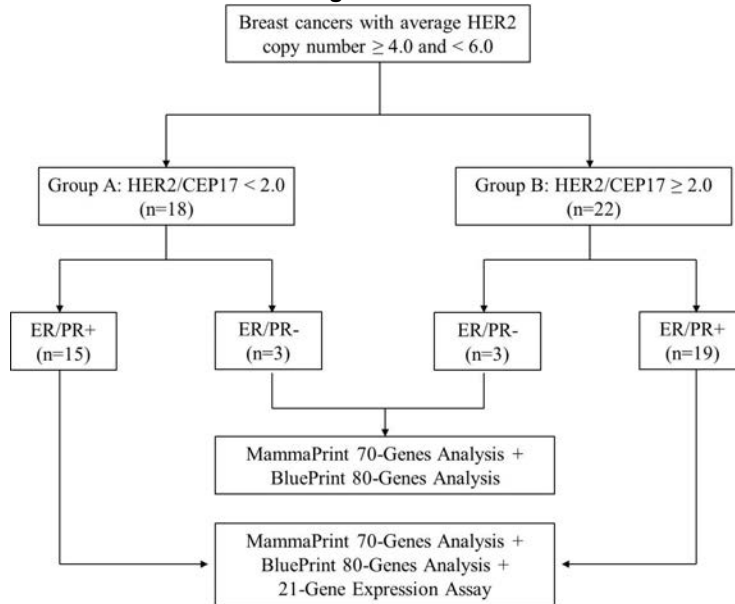 Breast cancers with average HER2
copy number ≥ 4.0 and < 6.0
Group A: HER2/CEP17 < 2.0
(n=18)
Group B: HER2/CEP17 ≥ 2.0
(n=22)
ER/PR+
(n=15)
ER/PR-
(n=3)
ER/PR-
(n=3)
ER/PR+
(n=19)
MammaPrint 70-Genes Analysis +
BluePrint 80-Genes Analysis
MammaPrint 70-Genes Analysis +
BluePrint 80-Genes Analysis +
21-Gene Expression Assay